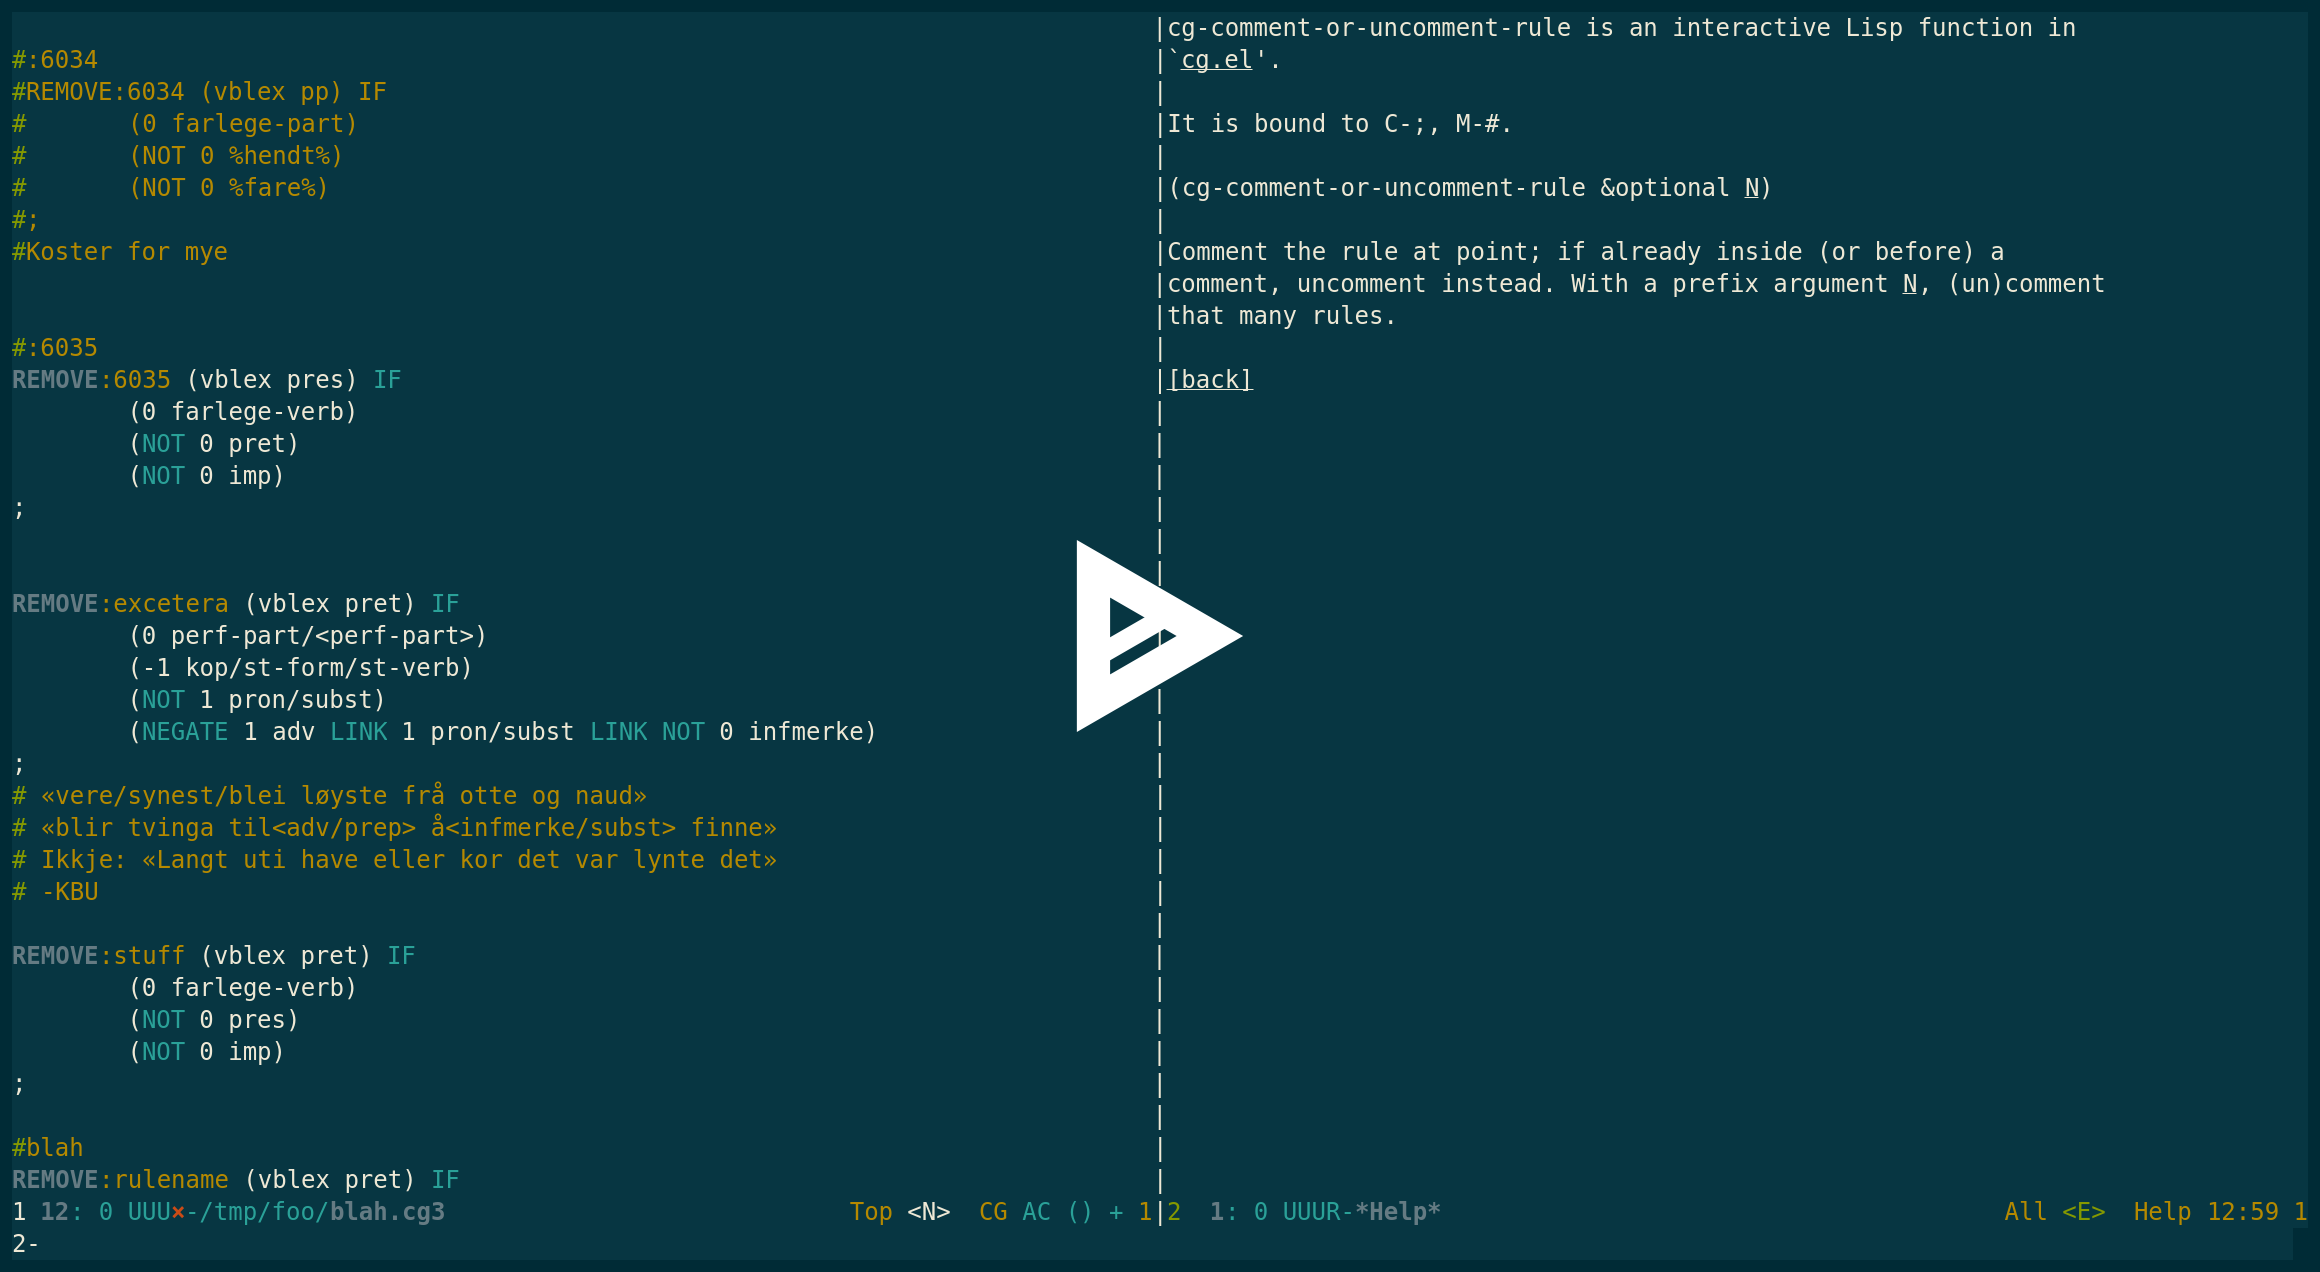 #:6034
#REMOVE:6034 (vblex pp) IF
#       (0 farlege-part)
#       (NOT 0 %hendt%)
#       (NOT 0 %fare%)
#;
#Koster for mye
#:6035
REMOVE:6035 (vblex pres) IF
        (0 farlege-verb)
        (NOT 0 pret)
        (NOT 0 imp)
;
REMOVE:excetera (vblex pret) IF
        (0 perf-part/<perf-part>)
        (-1 kop/st-form/st-verb)
        (NOT 1 pron/subst)
        (NEGATE 1 adv LINK 1 pron/subst LINK NOT 0 infmerke)
;
# «vere/synest/blei løyste frå otte og naud»
# «blir tvinga til<adv/prep> å<infmerke/subst> finne»
# Ikkje: «Langt uti have eller kor det var lynte det»
# -KBU
REMOVE:stuff (vblex pret) IF
        (0 farlege-verb)
        (NOT 0 pres)
        (NOT 0 imp)
;
#blah
REMOVE:rulename (vblex pret) IF
1 12: 0 UUU×-/tmp/foo/blah.cg3 Top <N>  CG AC () + 1
2-
cg-comment-or-uncomment-rule is an interactive Lisp function in
`cg.el'.
It is bound to C-;, M-#.
(cg-comment-or-uncomment-rule &optional N)
Comment the rule at point; if already inside (or before) a
comment, uncomment instead. With a prefix argument N, (un)comment
that many rules.
[back]
2  1: 0 UUUR-*Help* All <E>  Help 12:59 1